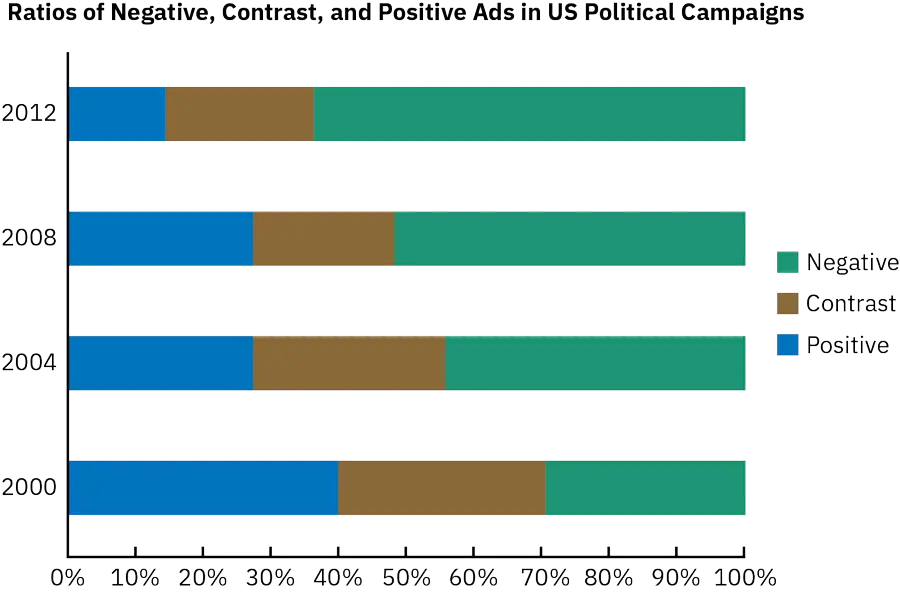 Ratios of Negative, Contrast, and Positive Ads in US Political Campaigns
2012
2008
2004
2000
Negative
Contrast
Positive
0% 10% 20% 30% 40% 50% 60% 70% 80% 90% 100%